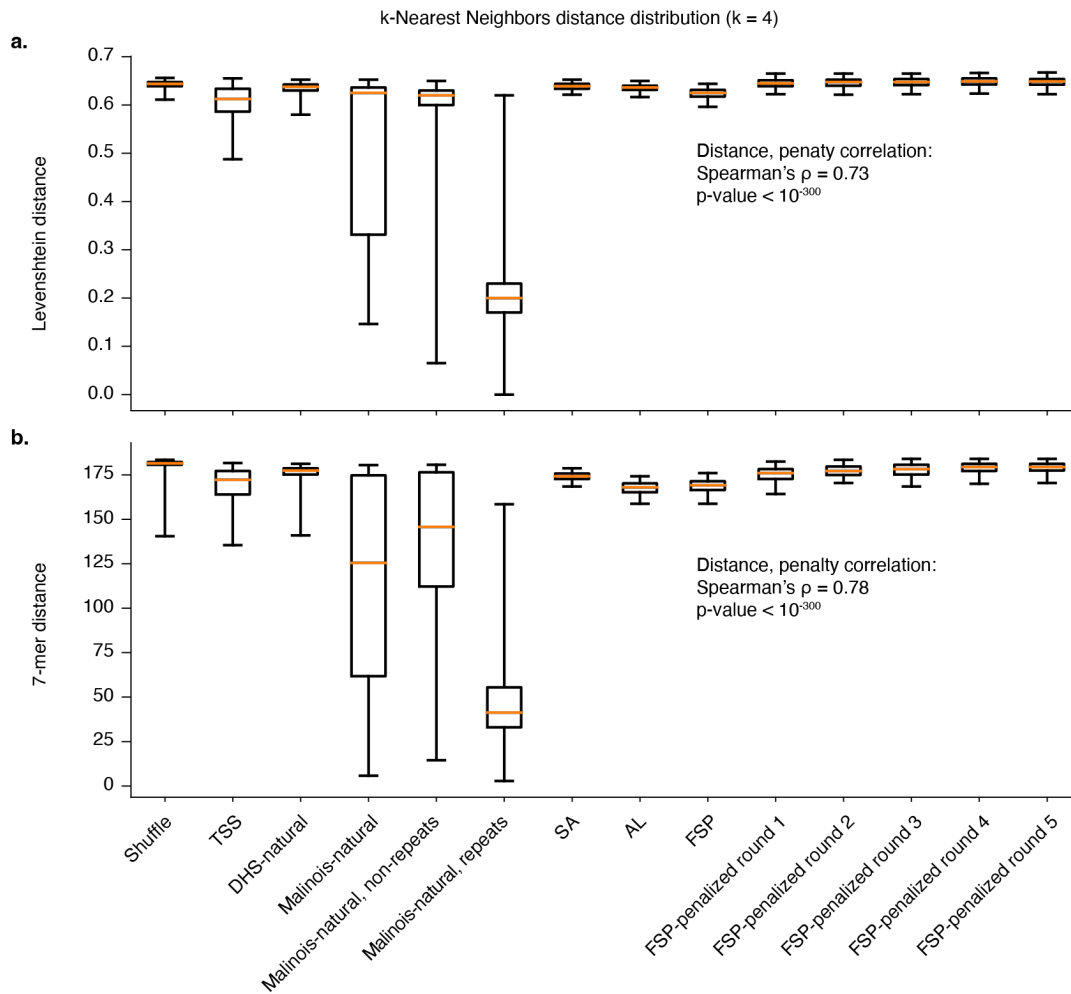 k-Nearest Neighbors distance distribution (k = 4)
a.
0.7
0.6
0.5
0.4
0.3
0.2
0.1
0.0
Levenshtein distance
Distance, penaty correlation:
Spearman's ρ = 0.73
p-value < 10⁻³⁰⁰
b.
175
150
125
100
75
50
25
0
7-mer distance
Distance, penalty correlation:
Spearman's ρ = 0.78
p-value < 10⁻³⁰⁰
Shuffle
TSS
DHS-natural
Malinois-natural
Malinois-natural, non-repeats
Malinois-natural, repeats
SA
AL
FSP
FSP-penalized round 1
FSP-penalized round 2
FSP-penalized round 3
FSP-penalized round 4
FSP-penalized round 5